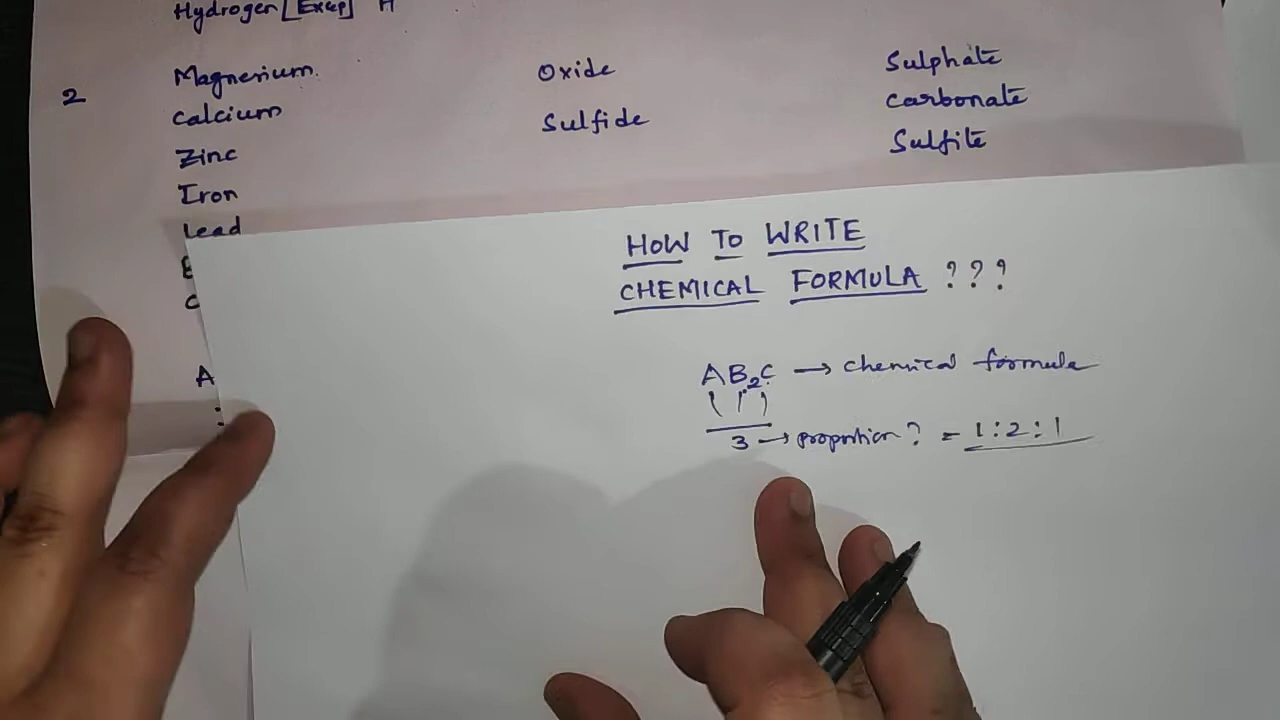 Hydrogen [Excep] H
2 Magnesium. Oxide Sulphate
Calcium Sulfide Carbonate
Zinc Sulfite
Iron
Lead
A
HOW TO WRITE
CHEMICAL FORMULA ???
AB₂C → chemical formula
3 → proportion? = 1:2:1